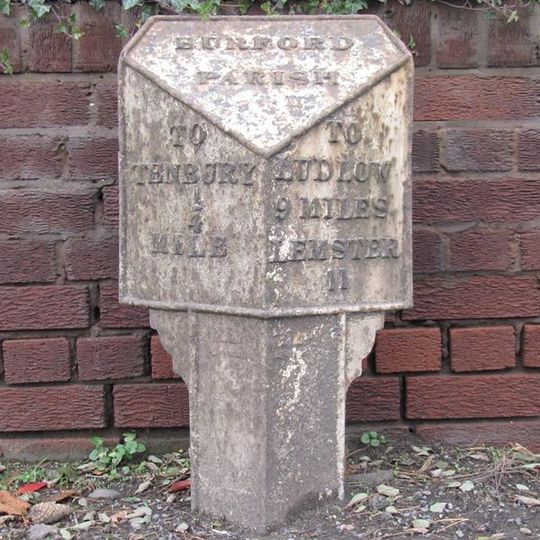 BURFORD
PARISH
TO
TENBURY
1/4
MILE
TO
LUDLOW
9 MILES
LEMSTER
11